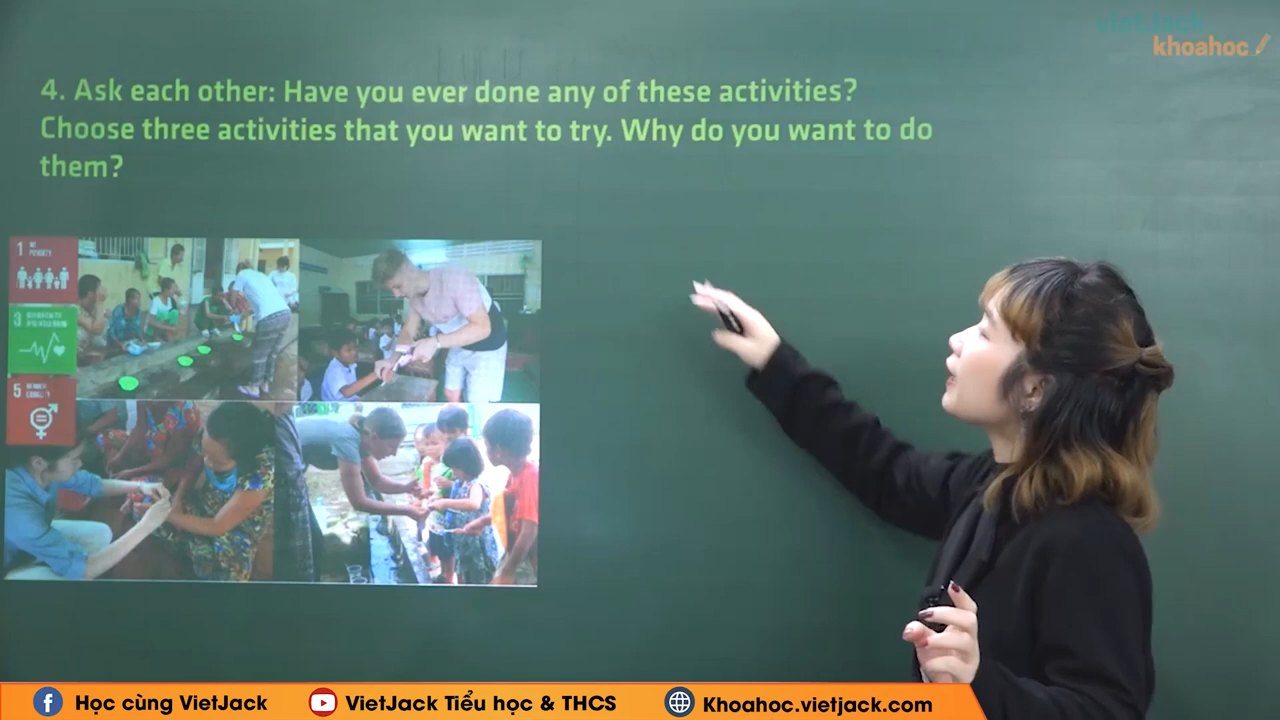 vietJack
khoahoc
4. Ask each other: Have you ever done any of these activities?
Choose three activities that you want to try. Why do you want to do
them?
1 NO
POVERTY
3
5 GENDER
EQUALITY
Học cùng VietJack
VietJack Tiểu học & THCS
Khoahoc.vietjack.com